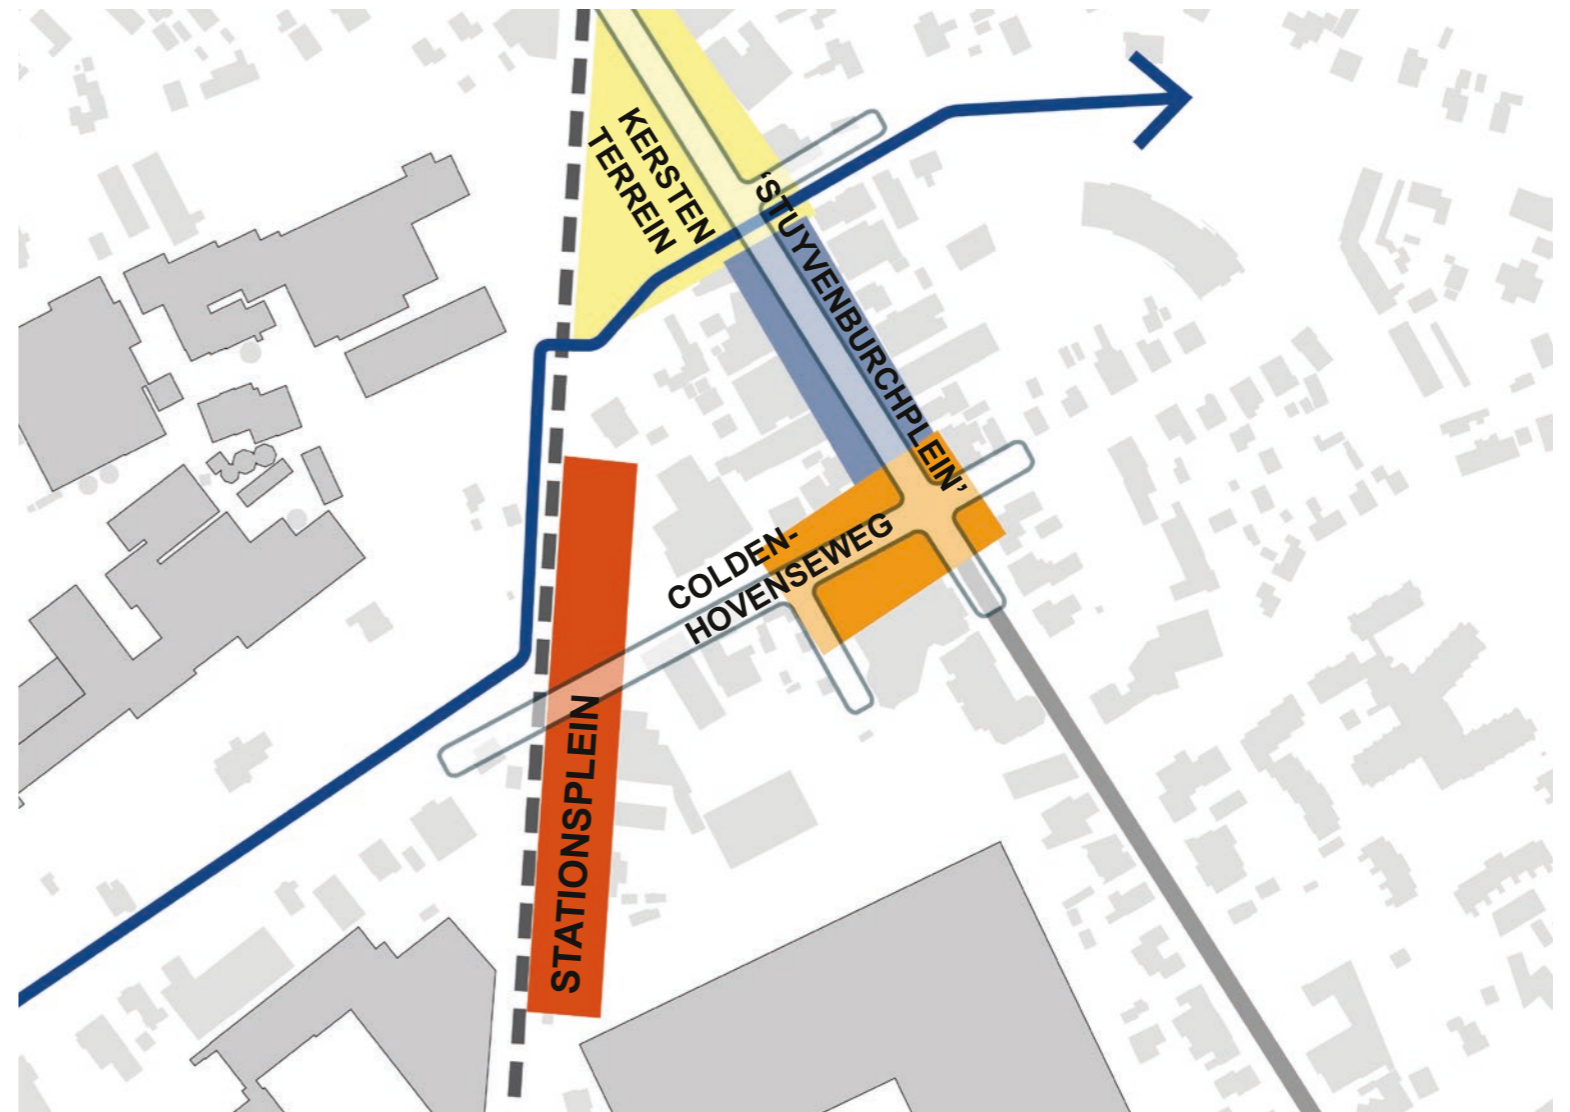 KERSTEN
TERREIN
‘STUYVENBURCHPLEIN’
COLDEN-
HOVENSEWEG
STATIONSPLEIN